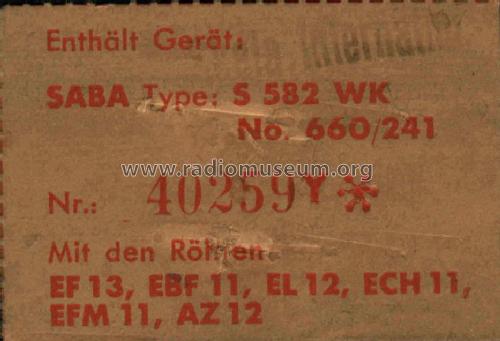 Enthält Gerät:
SABA Type: S 582 WK
No. 660/241
www.radiomuseum.org
Nr.: 40259Y*
Mit den Röhren
EF 13, EBF 11, EL 12, ECH 11,
EFM 11, AZ 12